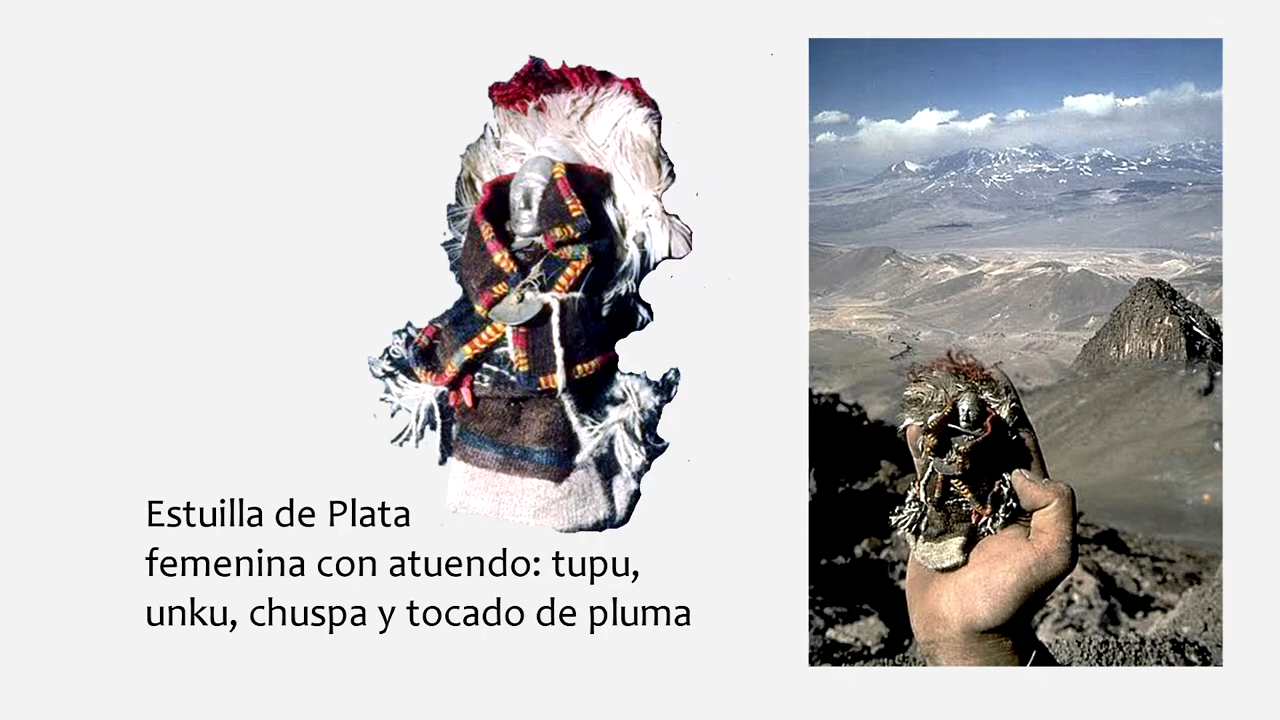 Estuilla de Plata
femenina con atuendo: tupu,
unku, chuspa y tocado de pluma